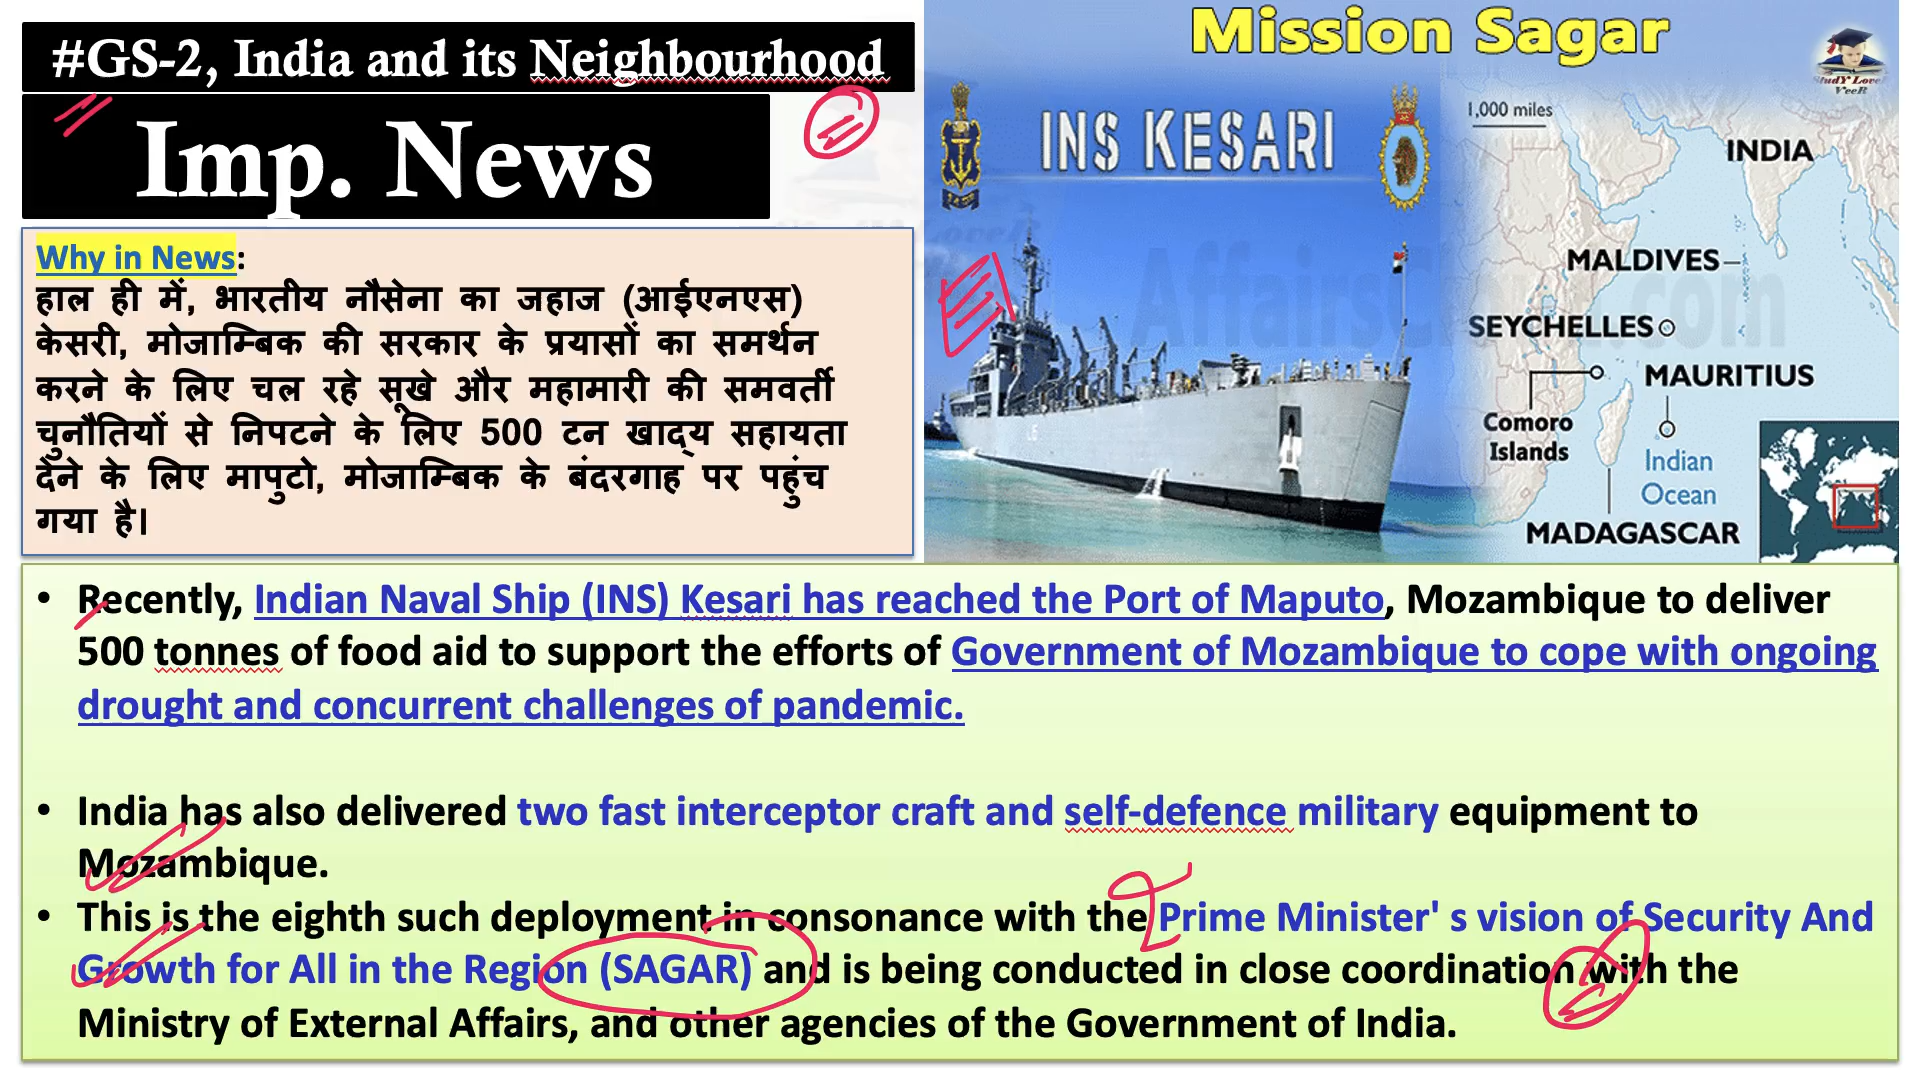 #GS-2, India and its Neighbourhood
Imp. News
Why in News:
हाल ही में, भारतीय नौसेना का जहाज (आईएनएस)
केसरी, मोजाम्बिक की सरकार के प्रयासों का समर्थन
करने के लिए चल रहे सूखे और महामारी की समवर्ती
चुनौतियों से निपटने के लिए 500 टन खाद्य सहायता
देने के लिए मापुटो, मोजाम्बिक के बंदरगाह पर पहुंच
गया है।
Mission Sagar
StudY LoveR
VeeR
INS KESARI
1,000 miles
INDIA
MALDIVES
SEYCHELLES
MAURITIUS
Comoro
Islands
Indian
Ocean
MADAGASCAR
• Recently, Indian Naval Ship (INS) Kesari has reached the Port of Maputo, Mozambique to deliver
500 tonnes of food aid to support the efforts of Government of Mozambique to cope with ongoing
drought and concurrent challenges of pandemic.
• India has also delivered two fast interceptor craft and self-defence military equipment to
Mozambique.
• This is the eighth such deployment in consonance with the Prime Minister' s vision of Security And
Growth for All in the Region (SAGAR) and is being conducted in close coordination with the
Ministry of External Affairs, and other agencies of the Government of India.